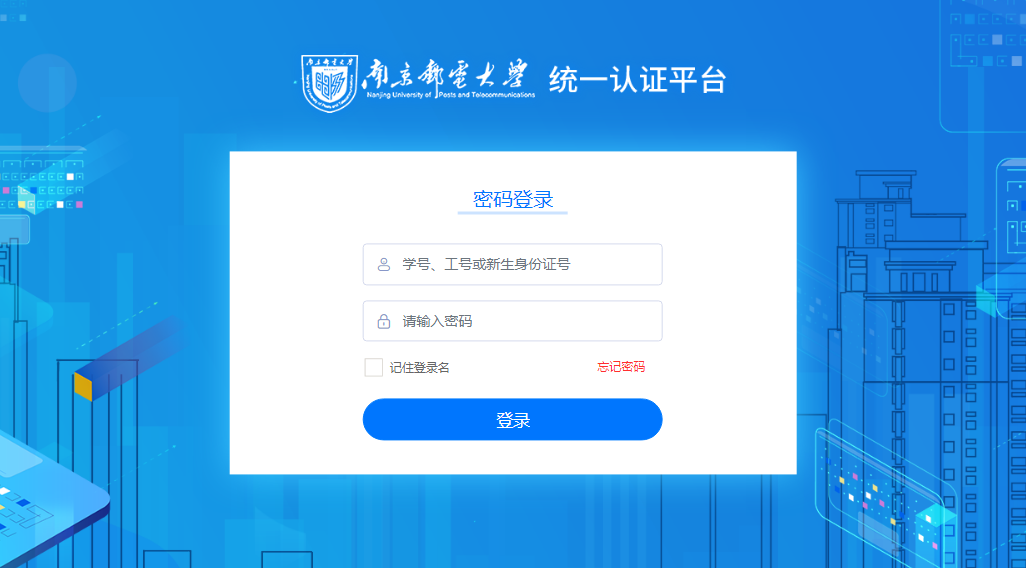 南京郵電大學 统一认证平台
Nanjing University of Posts and Telecommunications
密码登录
学号、工号或新生身份证号
请输入密码
记住登录名 忘记密码
登录